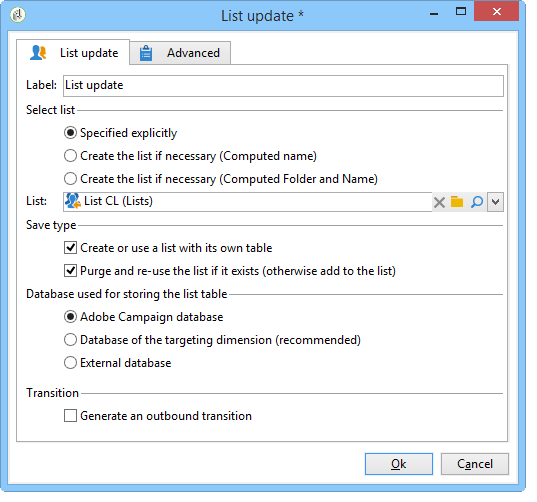 List update *
List update
Advanced
Label: List update
Select list
Specified explicitly
Create the list if necessary (Computed name)
Create the list if necessary (Computed Folder and Name)
List: List CL (Lists)
Save type
Create or use a list with its own table
Purge and re-use the list if it exists (otherwise add to the list)
Database used for storing the list table
Adobe Campaign database
Database of the targeting dimension (recommended)
External database
Transition
Generate an outbound transition
Ok
Cancel